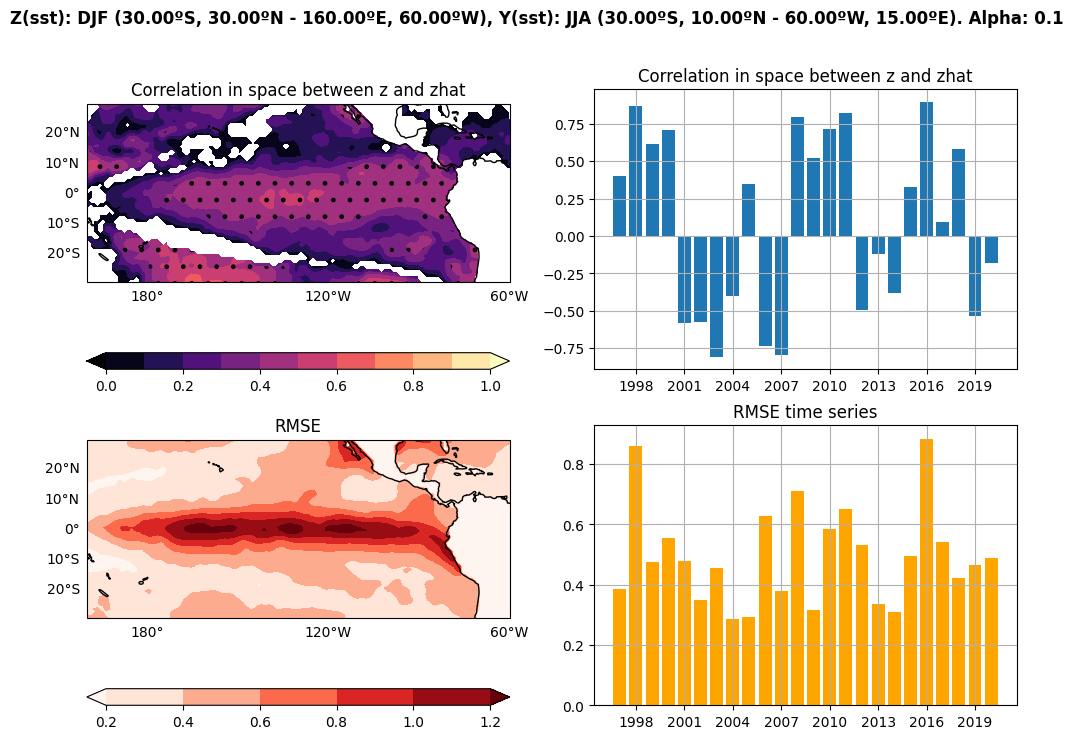 Z(sst): DJF (30.00ºS, 30.00ºN - 160.00ºE, 60.00ºW), Y(sst): JJA (30.00ºS, 10.00ºN - 60.00ºW, 15.00ºE). Alpha: 0.1
Correlation in space between z and zhat
20°N
10°N
0°
10°S
20°S
180° 120°W 60°W
0.0 0.2 0.4 0.6 0.8 1.0
Correlation in space between z and zhat
0.75
0.50
0.25
0.00
−0.25
−0.50
−0.75
1998 2001 2004 2007 2010 2013 2016 2019
RMSE
20°N
10°N
0°
10°S
20°S
180° 120°W 60°W
0.2 0.4 0.6 0.8 1.0 1.2
RMSE time series
0.8
0.6
0.4
0.2
0.0
1998 2001 2004 2007 2010 2013 2016 2019